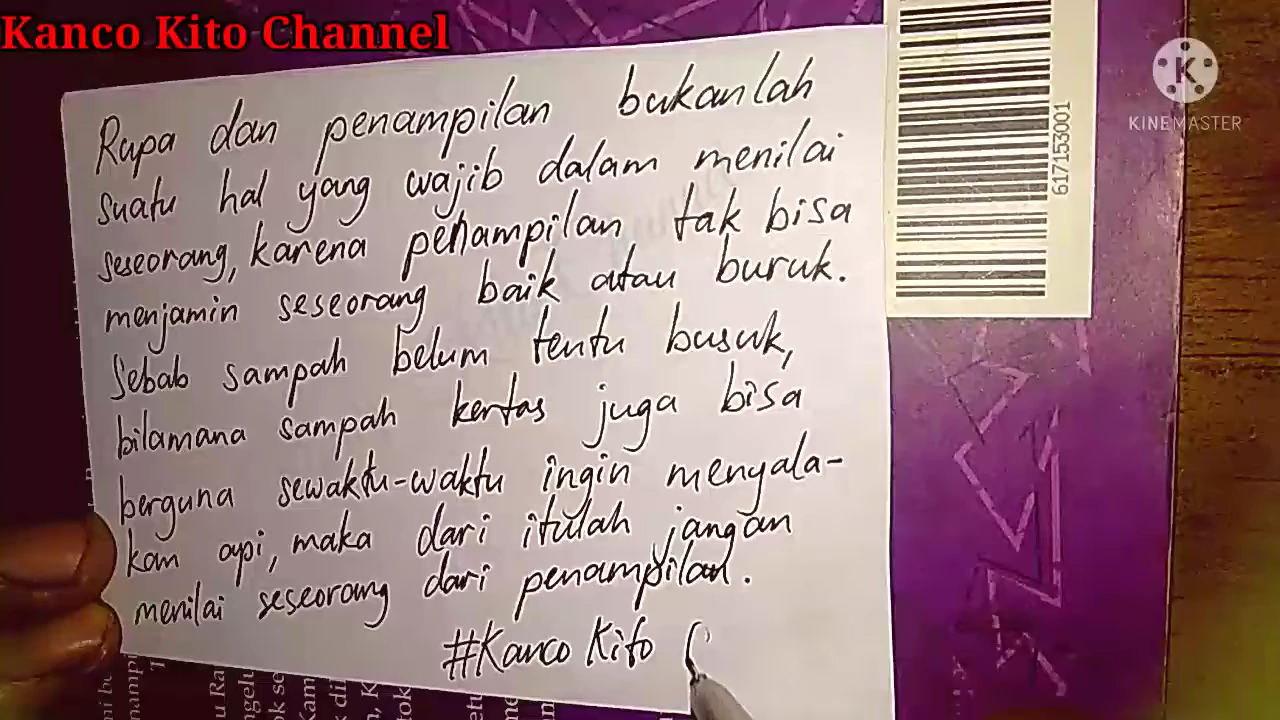 Kanco Kito Channel
KINEMASTER
617153001
Rupa dan penampilan bukanlah
suatu hal yang wajib dalam menilai
seseorang, karena penampilan tak bisa
menjamin seseorang baik atau buruk.
Sebab sampah belum tentu busuk,
bilamana sampah kertas juga bisa
berguna sewaktu-waktu ingin menyala-
kan api, maka dari itulah jangan
menilai seseorang dari penampilan.
#Kanco Kito